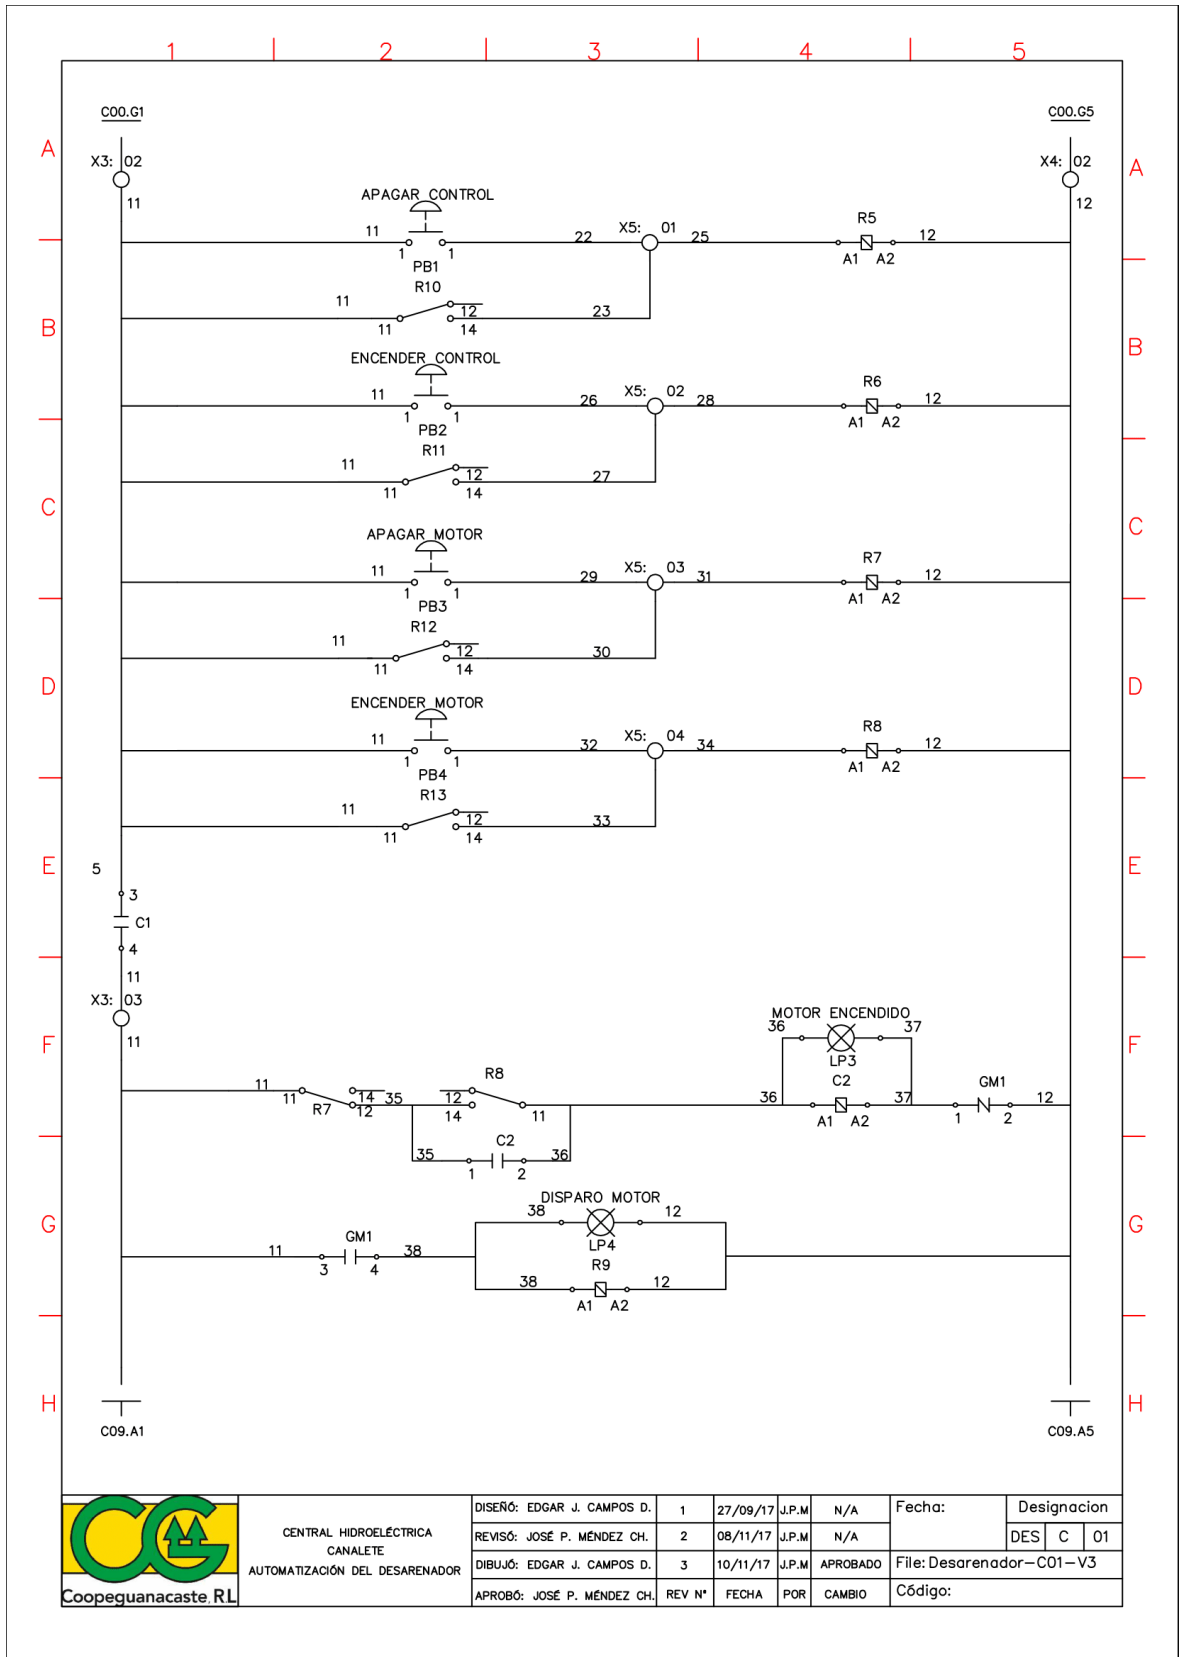 1 2 3 4 5
C00.G1 C00.G5
A A
X3: 02 X4: 02
11 12
APAGAR CONTROL
11 22 X5: 01 25 R5 12
1 1 A1 A2
PB1
R10
11 12 23
11 14
B B
ENCENDER CONTROL
11 26 X5: 02 28 R6 12
1 1 A1 A2
PB2
R11
11 12 27
11 14
C C
APAGAR MOTOR
11 29 X5: 03 31 R7 12
1 1 A1 A2
PB3
R12
11 12 30
11 14
D D
ENCENDER MOTOR
11 32 X5: 04 34 R8 12
1 1 A1 A2
PB4
R13
11 12 33
11 14
E E
5
3
C1
4
11
X3: 03
11
F F
MOTOR ENCENDIDO
36 37
LP3
11 14 35 R8 C2 GM1
11 R7 12 12 36 37 12
14 11 A1 A2 1 2
C2
35 36
1 2
G G
DISPARO MOTOR
38 12
LP4
GM1
11 38
3 4
R9
38 12
A1 A2
H H
C09.A1 C09.A5
CG
Coopeguanacaste, R.L
CENTRAL HIDROELÉCTRICA
CANALETE
AUTOMATIZACIÓN DEL DESARENADOR
DISEÑÓ: EDGAR J. CAMPOS D. 1 27/09/17 J.P.M N/A Fecha: Designacion
REVISÓ: JOSÉ P. MÉNDEZ CH. 2 08/11/17 J.P.M N/A DES C 01
DIBUJÓ: EDGAR J. CAMPOS D. 3 10/11/17 J.P.M APROBADO File: Desarenador-C01-V3
APROBÓ: JOSÉ P. MÉNDEZ CH. REV N° FECHA POR CAMBIO Código: